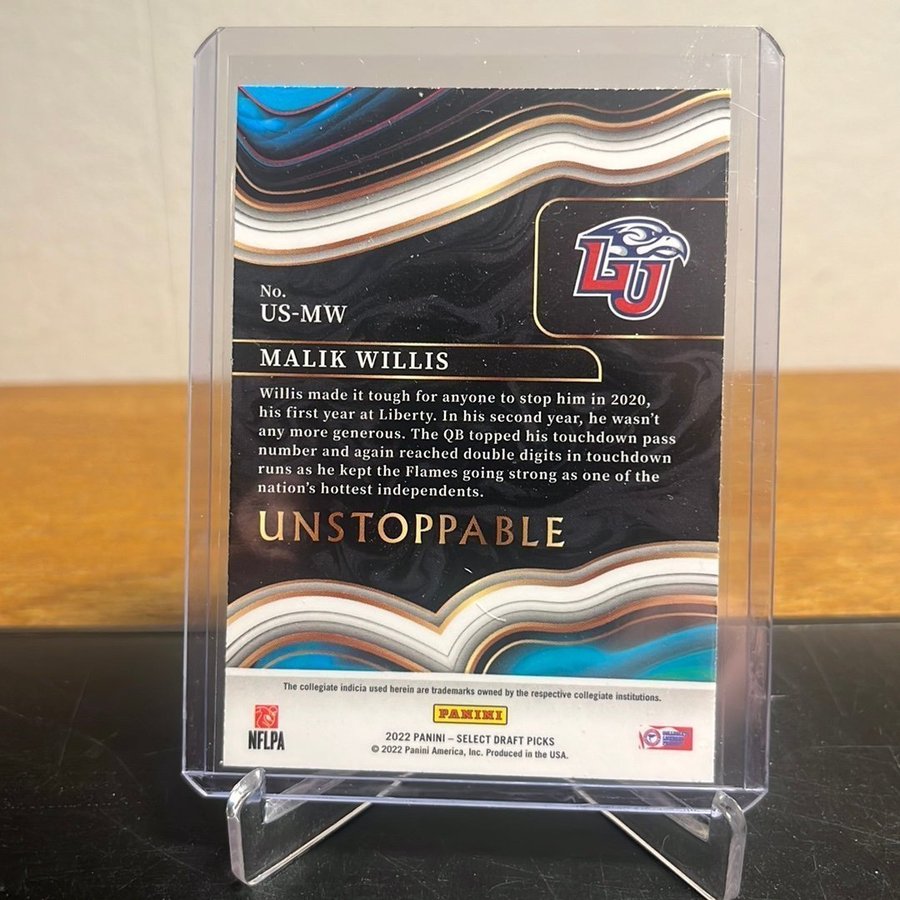 LU
No.
US-MW
MALIK WILLIS
Willis made it tough for anyone to stop him in 2020,
his first year at Liberty. In his second year, he wasn't
any more generous. The QB topped his touchdown pass
number and again reached double digits in touchdown
runs as he kept the Flames going strong as one of the
nation's hottest independents.
UNSTOPPABLE
The collegiate indicia used herein are trademarks owned by the respective collegiate institutions.
PANINI
NFLPA
2022 PANINI – SELECT DRAFT PICKS
© 2022 Panini America, Inc. Produced in the USA.